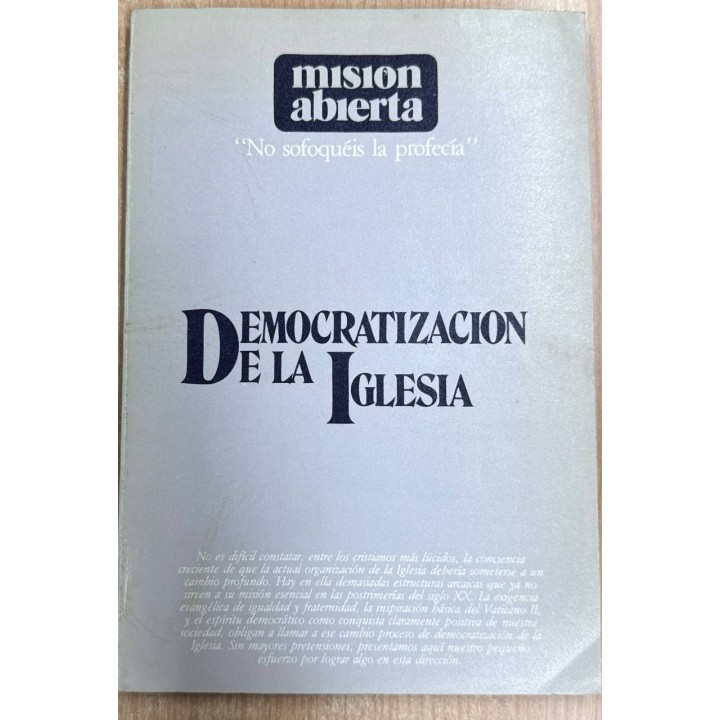 mision
abierta
“No sofoquéis la profecía”
DEMOCRATIZACION
DE LA IGLESIA
No es difícil constatar, entre los cristianos más lúcidos, la conciencia
creciente de que la actual organización de la Iglesia debería someterse a un
cambio profundo. Hay en ella demasiadas estructuras arcaicas que ya no
sirven a su misión esencial en las postrimerías del siglo XX. La exigencia
evangélica de igualdad y fraternidad, la inspiración básica del Vaticano II,
y el espíritu democrático como conquista claramente positiva de nuestra
sociedad, obligan a llamar a ese cambio proceso de democratización de la
Iglesia. Sin mayores pretensiones, presentamos aquí nuestro pequeño
esfuerzo por lograr algo en esta dirección.